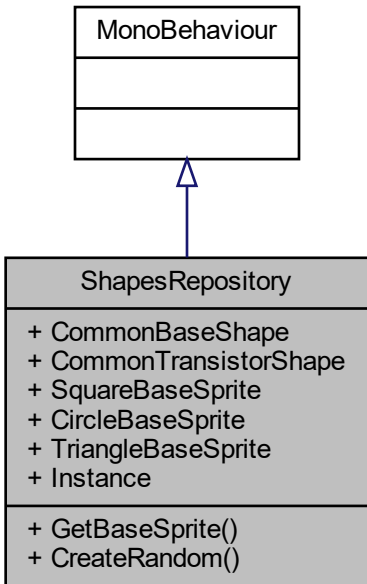 MonoBehaviour
ShapesRepository
+ CommonBaseShape
+ CommonTransistorShape
+ SquareBaseSprite
+ CircleBaseSprite
+ TriangleBaseSprite
+ Instance
+ GetBaseSprite()
+ CreateRandom()